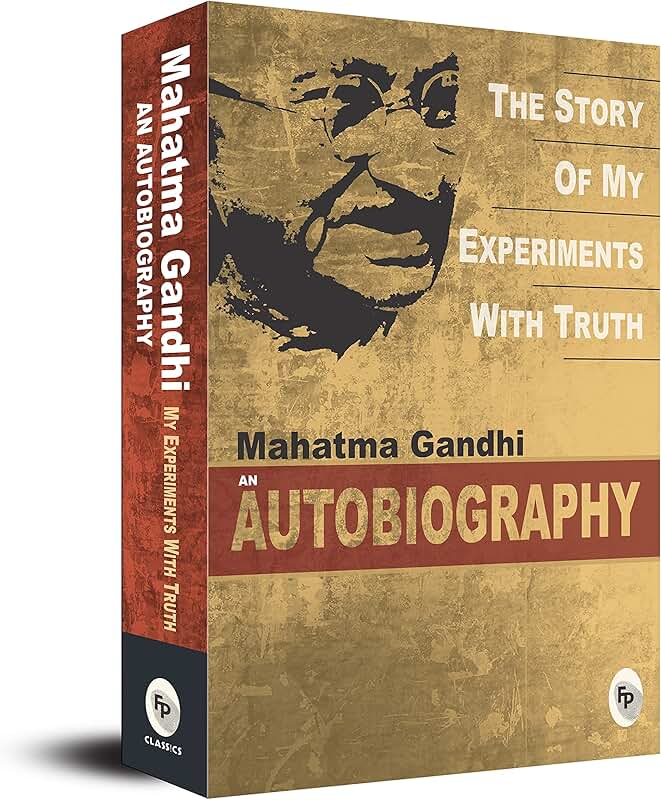 Mahatma Gandhi
AN AUTOBIOGRAPHY
MY EXPERIMENTS WITH TRUTH
FP
CLASSICS
THE STORY
OF MY
EXPERIMENTS
WITH TRUTH
Mahatma Gandhi
AN
AUTOBIOGRAPHY
FP